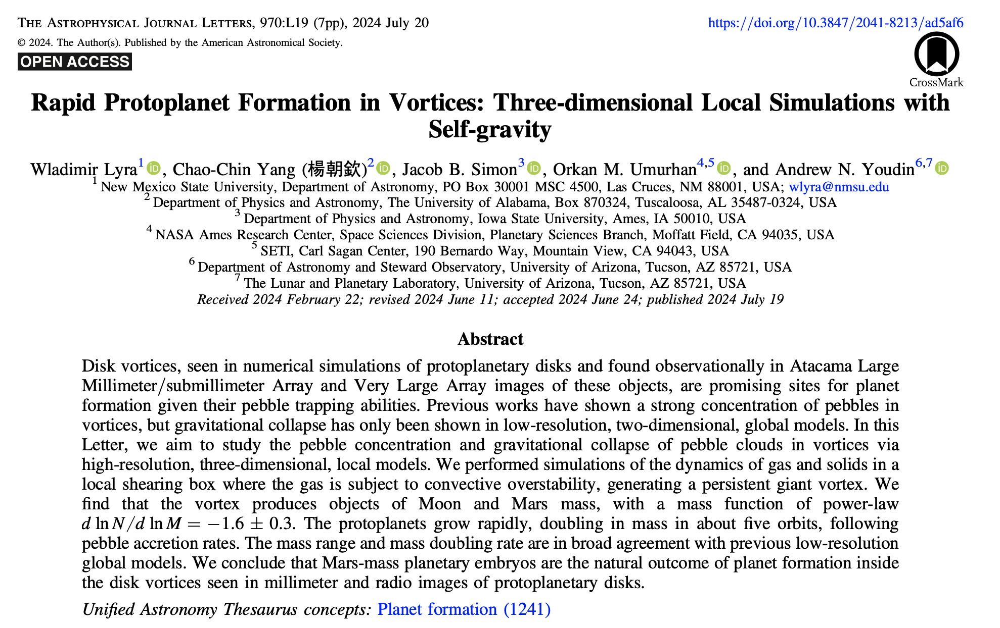 THE ASTROPHYSICAL JOURNAL LETTERS, 970:L19 (7pp), 2024 July 20
https://doi.org/10.3847/2041-8213/ad5af6
© 2024. The Author(s). Published by the American Astronomical Society.
OPEN ACCESS
CrossMark
Rapid Protoplanet Formation in Vortices: Three-dimensional Local Simulations with
Self-gravity
Wladimir Lyra1 iD, Chao-Chin Yang (楊朝欽)2 iD, Jacob B. Simon3 iD, Orkan M. Umurhan4,5 iD, and Andrew N. Youdin6,7 iD
1 New Mexico State University, Department of Astronomy, PO Box 30001 MSC 4500, Las Cruces, NM 88001, USA; wlyra@nmsu.edu
2 Department of Physics and Astronomy, The University of Alabama, Box 870324, Tuscaloosa, AL 35487-0324, USA
3 Department of Physics and Astronomy, Iowa State University, Ames, IA 50010, USA
4 NASA Ames Research Center, Space Sciences Division, Planetary Sciences Branch, Moffatt Field, CA 94035, USA
5 SETI, Carl Sagan Center, 190 Bernardo Way, Mountain View, CA 94043, USA
6 Department of Astronomy and Steward Observatory, University of Arizona, Tucson, AZ 85721, USA
7 The Lunar and Planetary Laboratory, University of Arizona, Tucson, AZ 85721, USA
Received 2024 February 22; revised 2024 June 11; accepted 2024 June 24; published 2024 July 19
Abstract
Disk vortices, seen in numerical simulations of protoplanetary disks and found observationally in Atacama Large
Millimeter/submillimeter Array and Very Large Array images of these objects, are promising sites for planet
formation given their pebble trapping abilities. Previous works have shown a strong concentration of pebbles in
vortices, but gravitational collapse has only been shown in low-resolution, two-dimensional, global models. In this
Letter, we aim to study the pebble concentration and gravitational collapse of pebble clouds in vortices via
high-resolution, three-dimensional, local models. We performed simulations of the dynamics of gas and solids in a
local shearing box where the gas is subject to convective overstability, generating a persistent giant vortex. We
find that the vortex produces objects of Moon and Mars mass, with a mass function of power-law
d ln N/d ln M = −1.6 ± 0.3. The protoplanets grow rapidly, doubling in mass in about five orbits, following
pebble accretion rates. The mass range and mass doubling rate are in broad agreement with previous low-resolution
global models. We conclude that Mars-mass planetary embryos are the natural outcome of planet formation inside
the disk vortices seen in millimeter and radio images of protoplanetary disks.
Unified Astronomy Thesaurus concepts: Planet formation (1241)